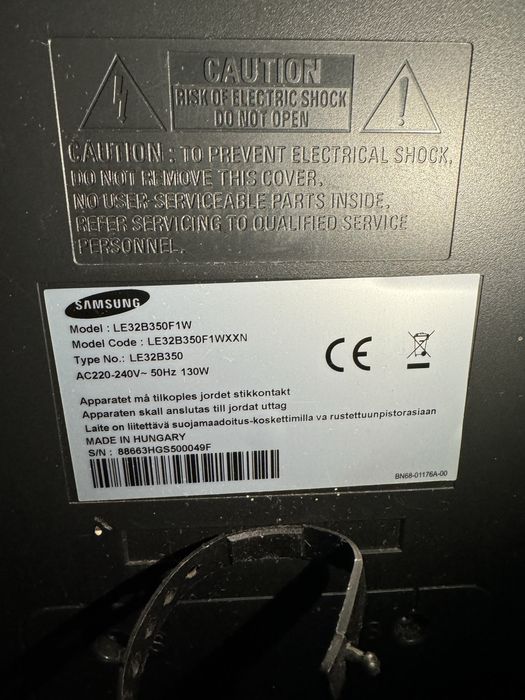 CAUTION
RISK OF ELECTRIC SHOCK
DO NOT OPEN
CAUTION : TO PREVENT ELECTRICAL SHOCK,
DO NOT REMOVE THIS COVER.
NO USER-SERVICEABLE PARTS INSIDE.
REFER SERVICING TO QUALIFIED SERVICE
PERSONNEL.
SAMSUNG
Model : LE32B350F1W
Model Code : LE32B350F1WXXN
Type No.: LE32B350
AC220-240V~ 50Hz 130W
CE
Apparatet må tilkoples jordet stikkontakt
Apparaten skall anslutas till jordat uttag
Laite on liitettävä suojamaadoitus-koskettimilla va rustettuunpistorasiaan
MADE IN HUNGARY
S/N : 88663HGS500049F
BN68-01176A-00